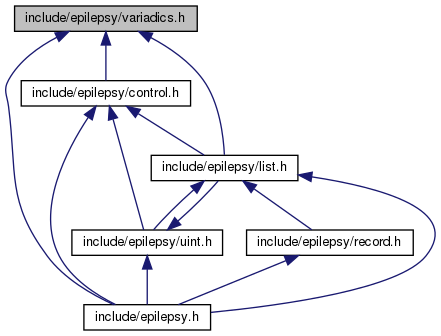 include/epilepsy/variadics.h
include/epilepsy/control.h
include/epilepsy/list.h
include/epilepsy/uint.h
include/epilepsy/record.h
include/epilepsy.h